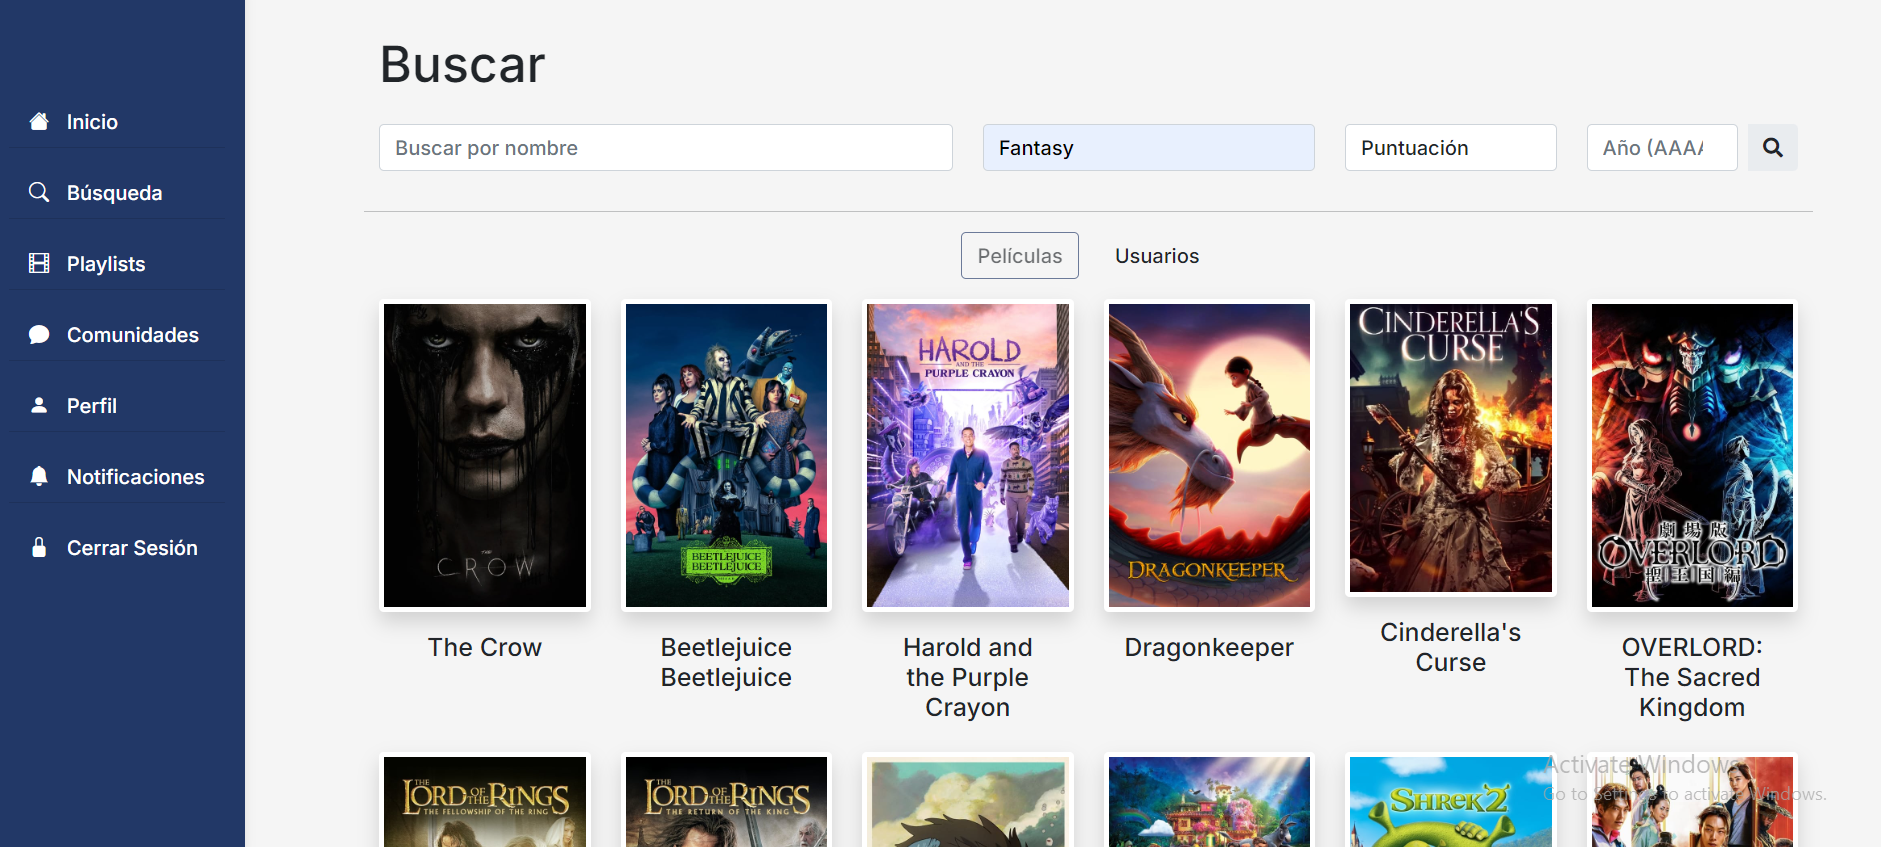 Buscar
Inicio
Búsqueda
Playlists
Comunidades
Perfil
Notificaciones
Cerrar Sesión
Buscar por nombre
Fantasy
Puntuación
Año (AAAA
Películas
Usuarios
THE
CROW
BEETLEJUICE
BEETLEJUICE
HAROLD
AND THE
PURPLE CRAYON
DRAGONKEEPER
CINDERELLA'S
CURSE
劇場版
OVERLORD
聖王国編
The Crow
Beetlejuice
Beetlejuice
Harold and
the Purple
Crayon
Dragonkeeper
Cinderella's
Curse
OVERLORD:
The Sacred
Kingdom
THE
LORD OF THE RINGS
THE FELLOWSHIP OF THE RING
THE
LORD OF THE RINGS
THE RETURN OF THE KING
SHREK 2
Activate Windows
Go to Settings to activate Windows.